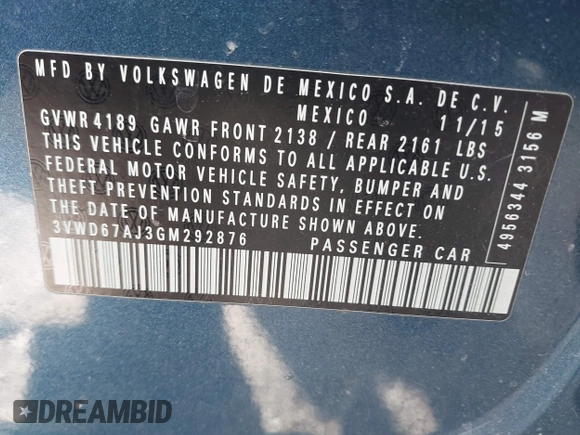 MFD BY VOLKSWAGEN DE MEXICO S.A. DE C.V.
MEXICO 11/15
GVWR 4189 GAWR FRONT 2138 / REAR 2161 LBS
THIS VEHICLE CONFORMS TO ALL APPLICABLE U.S.
FEDERAL MOTOR VEHICLE SAFETY, BUMPER AND
THEFT PREVENTION STANDARDS IN EFFECT ON
THE DATE OF MANUFACTURE SHOWN ABOVE.
3VWD67AJ3GM292876 PASSENGER CAR
4956344 3156 M
DREAMBID